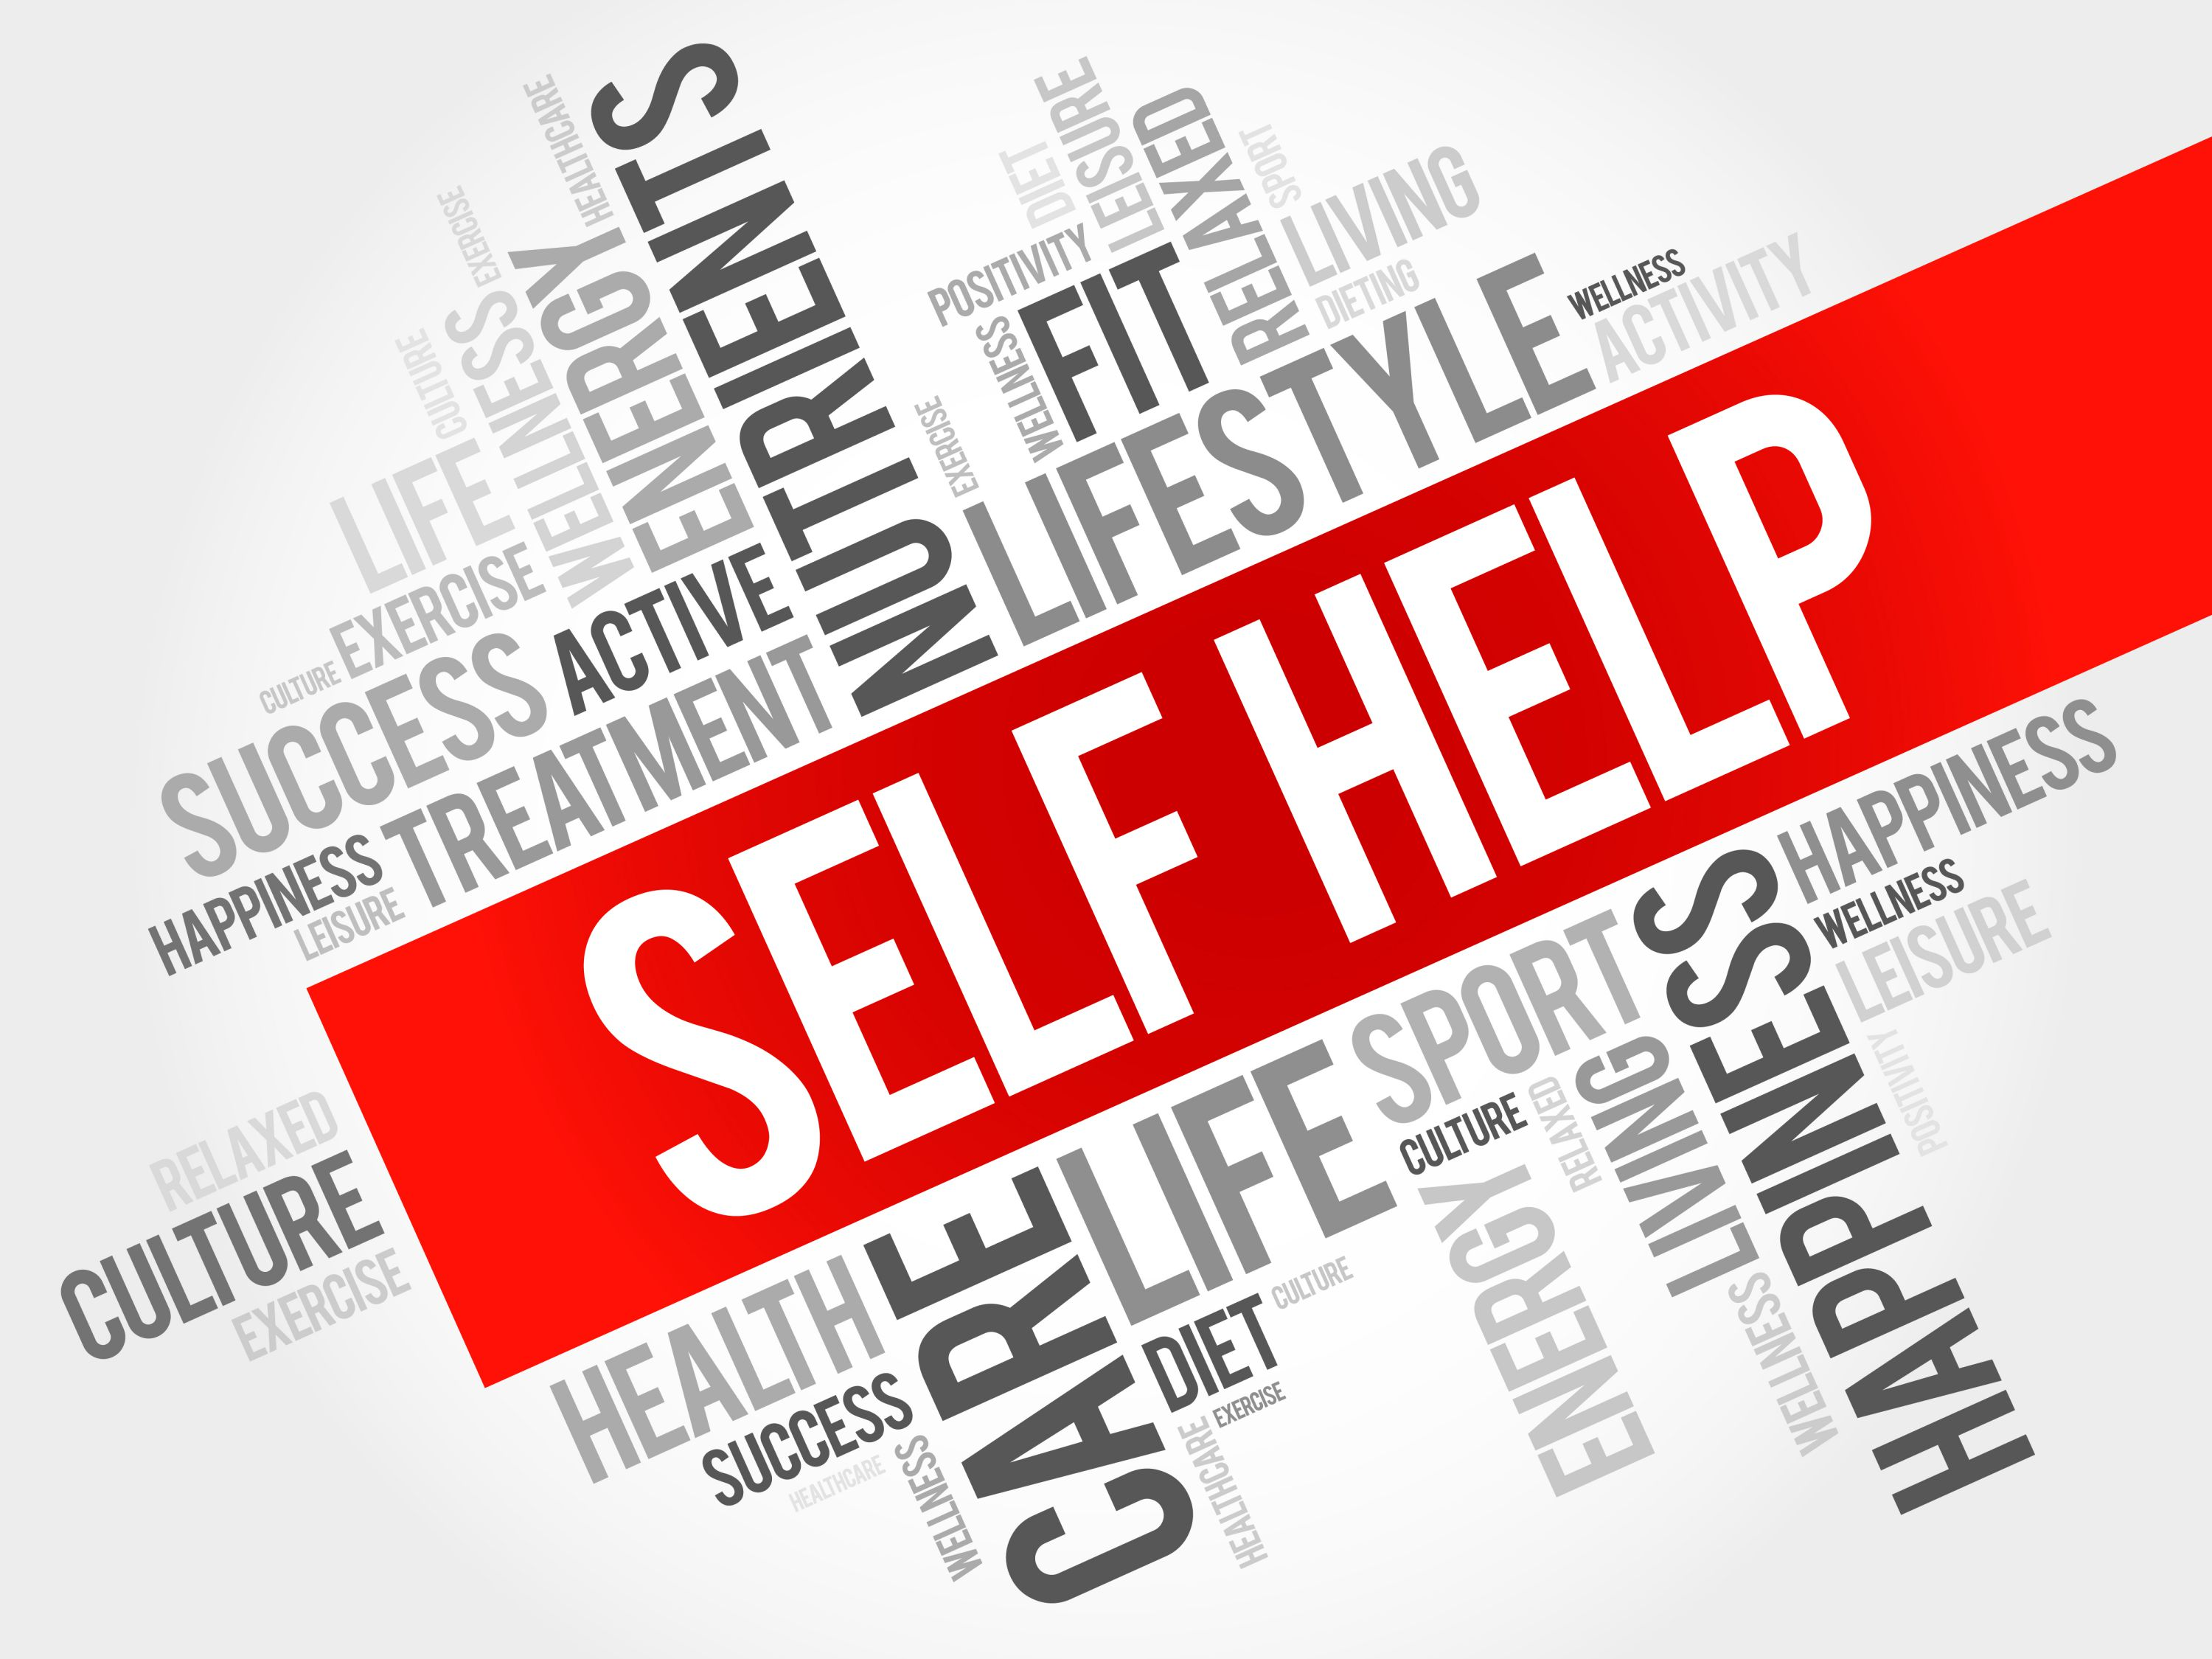 HEALTHCARE
NUTRIENTS
EXERCISE
ENERGY
WELLNESS
CULTURE
LIFE
EXERCISE
CULTURE
SUCCESS
ACTIVE
TREATMENT
HAPPINESS
LEISURE
DIET
LEISURE
RELAXED
SPORT
POSITIVITY
FIT
LIVING
DIETING
WELLNESS
EXERCISE
LIFESTYLE
WELLNESS
ACTIVITY
SELF HELP
RELAXED
CULTURE
EXERCISE
HEALTH
CARE
LIFE
SPORT
HAPPINESS
HAPPINESS
WELLNESS
LEISURE
POSITIVITY
LIVING
RELAXED
CULTURE
ENERGY
WELLNESS
SUCCESS
HEALTHCARE
WELLNESS
DIET
CULTURE
EXERCISE
HEALTHCARE